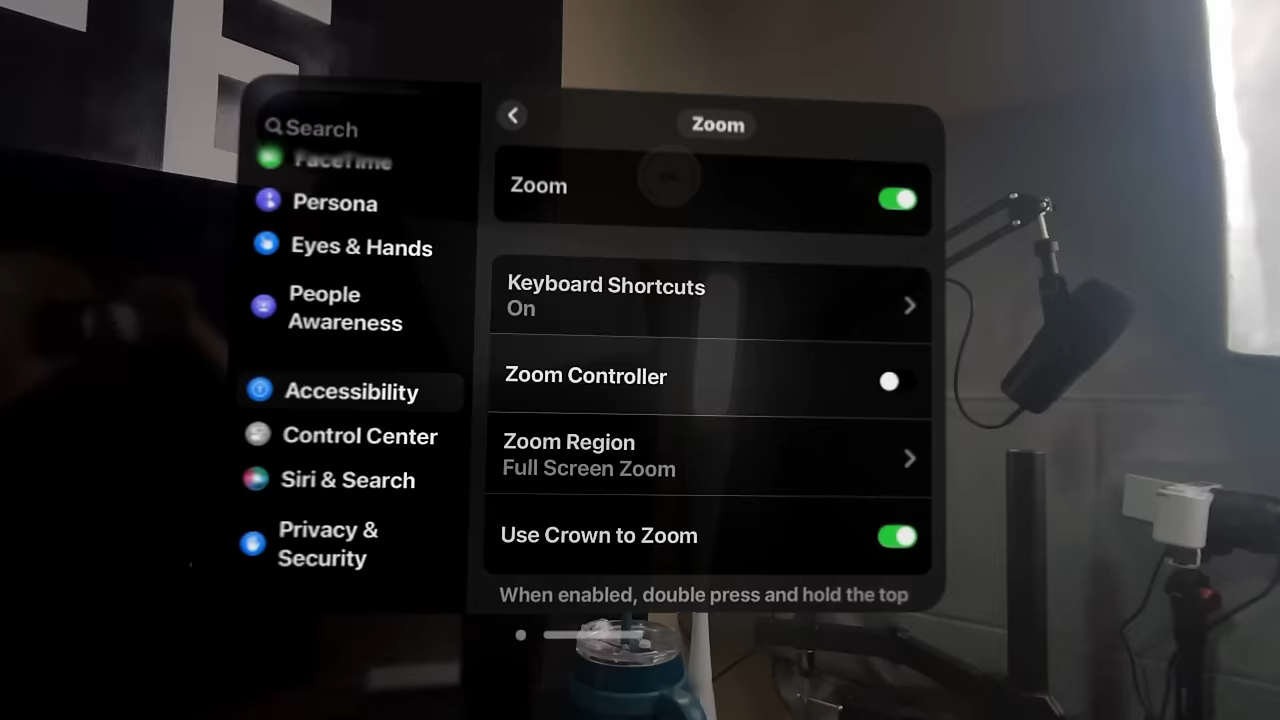 Search
FaceTime
Persona
Eyes & Hands
People
Awareness
Accessibility
Control Center
Siri & Search
Privacy &
Security
Zoom
Zoom
Keyboard Shortcuts
On
Zoom Controller
Zoom Region
Full Screen Zoom
Use Crown to Zoom
When enabled, double press and hold the top